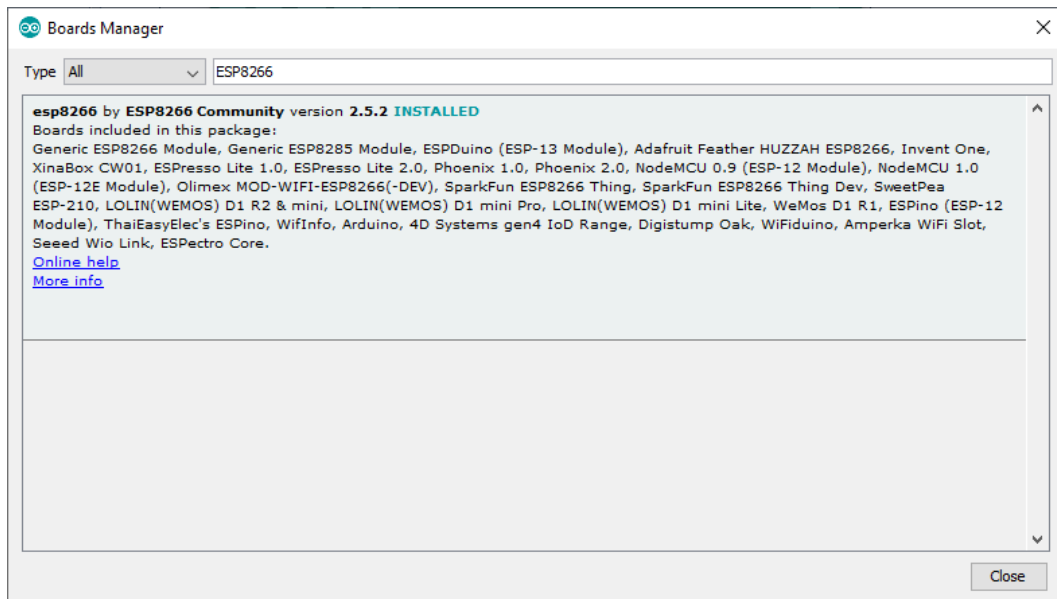 Boards Manager
Type All ESP8266
esp8266 by ESP8266 Community version 2.5.2 INSTALLED
Boards included in this package:
Generic ESP8266 Module, Generic ESP8285 Module, ESPDuino (ESP-13 Module), Adafruit Feather HUZZAH ESP8266, Invent One,
XinaBox CW01, ESPresso Lite 1.0, ESPresso Lite 2.0, Phoenix 1.0, Phoenix 2.0, NodeMCU 0.9 (ESP-12 Module), NodeMCU 1.0
(ESP-12E Module), Olimex MOD-WIFI-ESP8266(-DEV), SparkFun ESP8266 Thing, SparkFun ESP8266 Thing Dev, SweetPea
ESP-210, LOLIN(WEMOS) D1 R2 & mini, LOLIN(WEMOS) D1 mini Pro, LOLIN(WEMOS) D1 mini Lite, WeMos D1 R1, ESPino (ESP-12
Module), ThaiEasyElec's ESPino, WifInfo, Arduino, 4D Systems gen4 IoD Range, Digistump Oak, WiFiduino, Amperka WiFi Slot,
Seeed Wio Link, ESPectro Core.
Online help
More info
Close